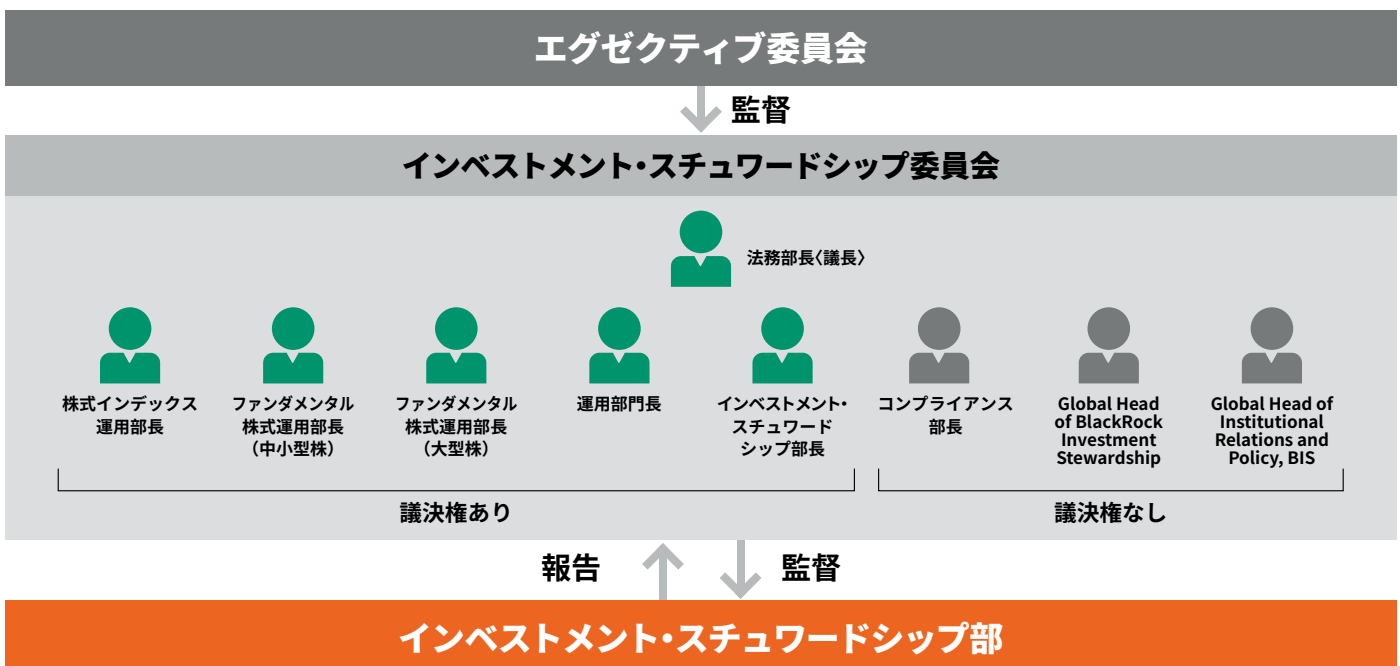 エグゼクティブ委員会
監督
インベストメント・スチュワードシップ委員会
法務部長〈議長〉
株式インデックス
運用部長
ファンダメンタル
株式運用部長
（中小型株）
ファンダメンタル
株式運用部長
（大型株）
運用部門長
インベストメント・
スチュワード
シップ部長
コンプライアンス
部長
Global Head
of BlackRock
Investment
Stewardship
Global Head of
Institutional
Relations and
Policy, BIS
議決権あり
議決権なし
報告
監督
インベストメント・スチュワードシップ部